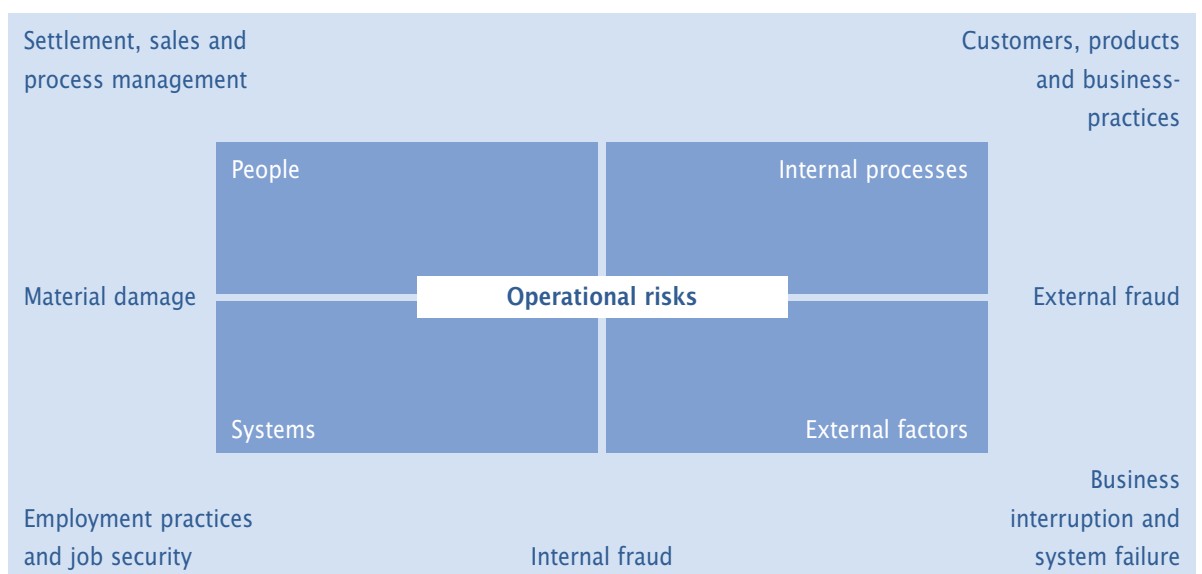 Settlement, sales and
process management
Customers, products
and business-
practices
People
Internal processes
Material damage
Operational risks
External fraud
Systems
External factors
Employment practices
and job security
Internal fraud
Business
interruption and
system failure